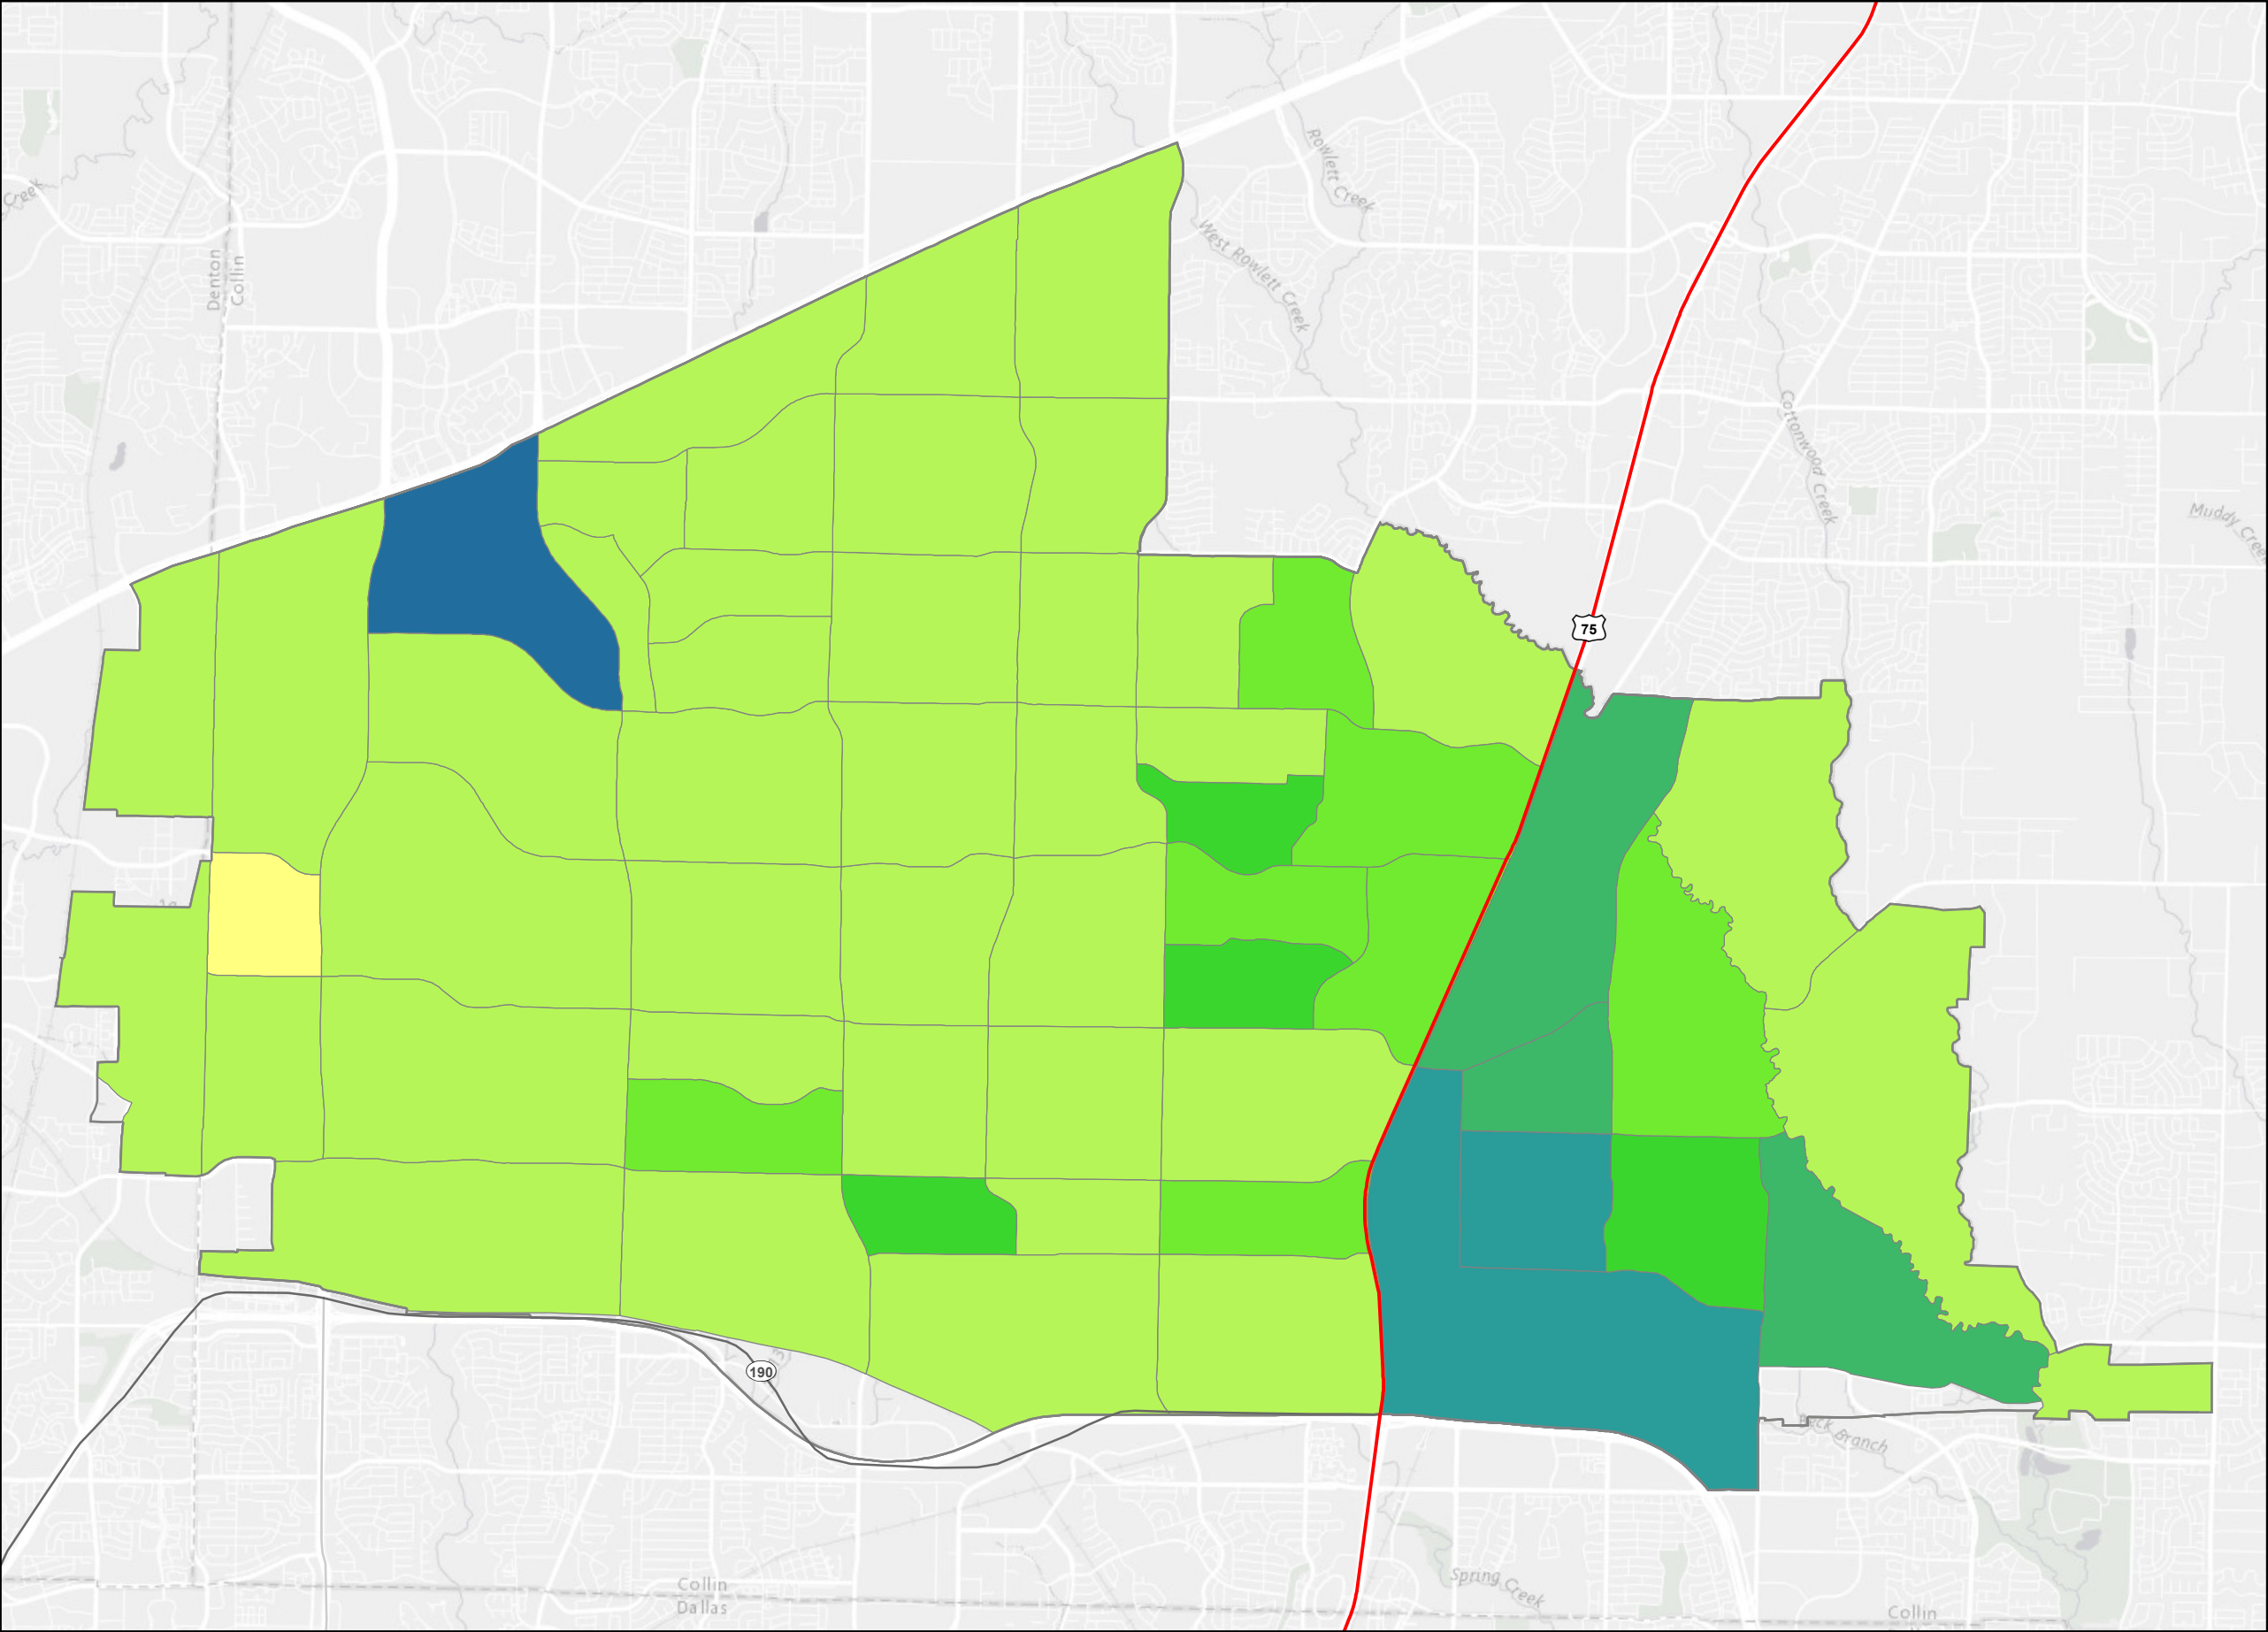 Creek
Rowlett Creek
West Rowlett Creek
Denton
Collin
Cottonwood Creek
Muddy Creek
75
190
Beck Branch
Spring Creek
Collin
Dallas
Collin